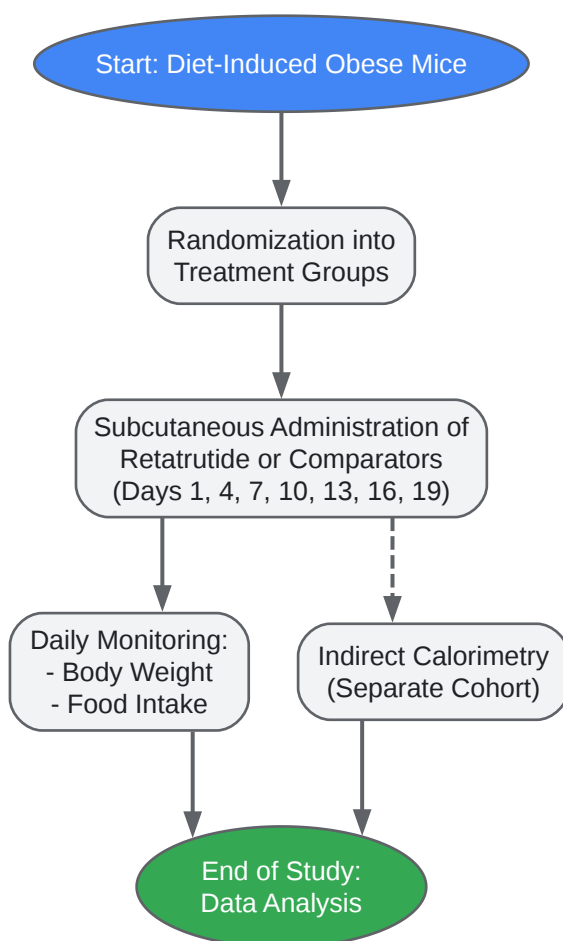 Start: Diet-Induced Obese Mice
Randomization into
Treatment Groups
Subcutaneous Administration of
Retatrutide or Comparators
(Days 1, 4, 7, 10, 13, 16, 19)
Daily Monitoring:
- Body Weight
- Food Intake
Indirect Calorimetry
(Separate Cohort)
End of Study:
Data Analysis